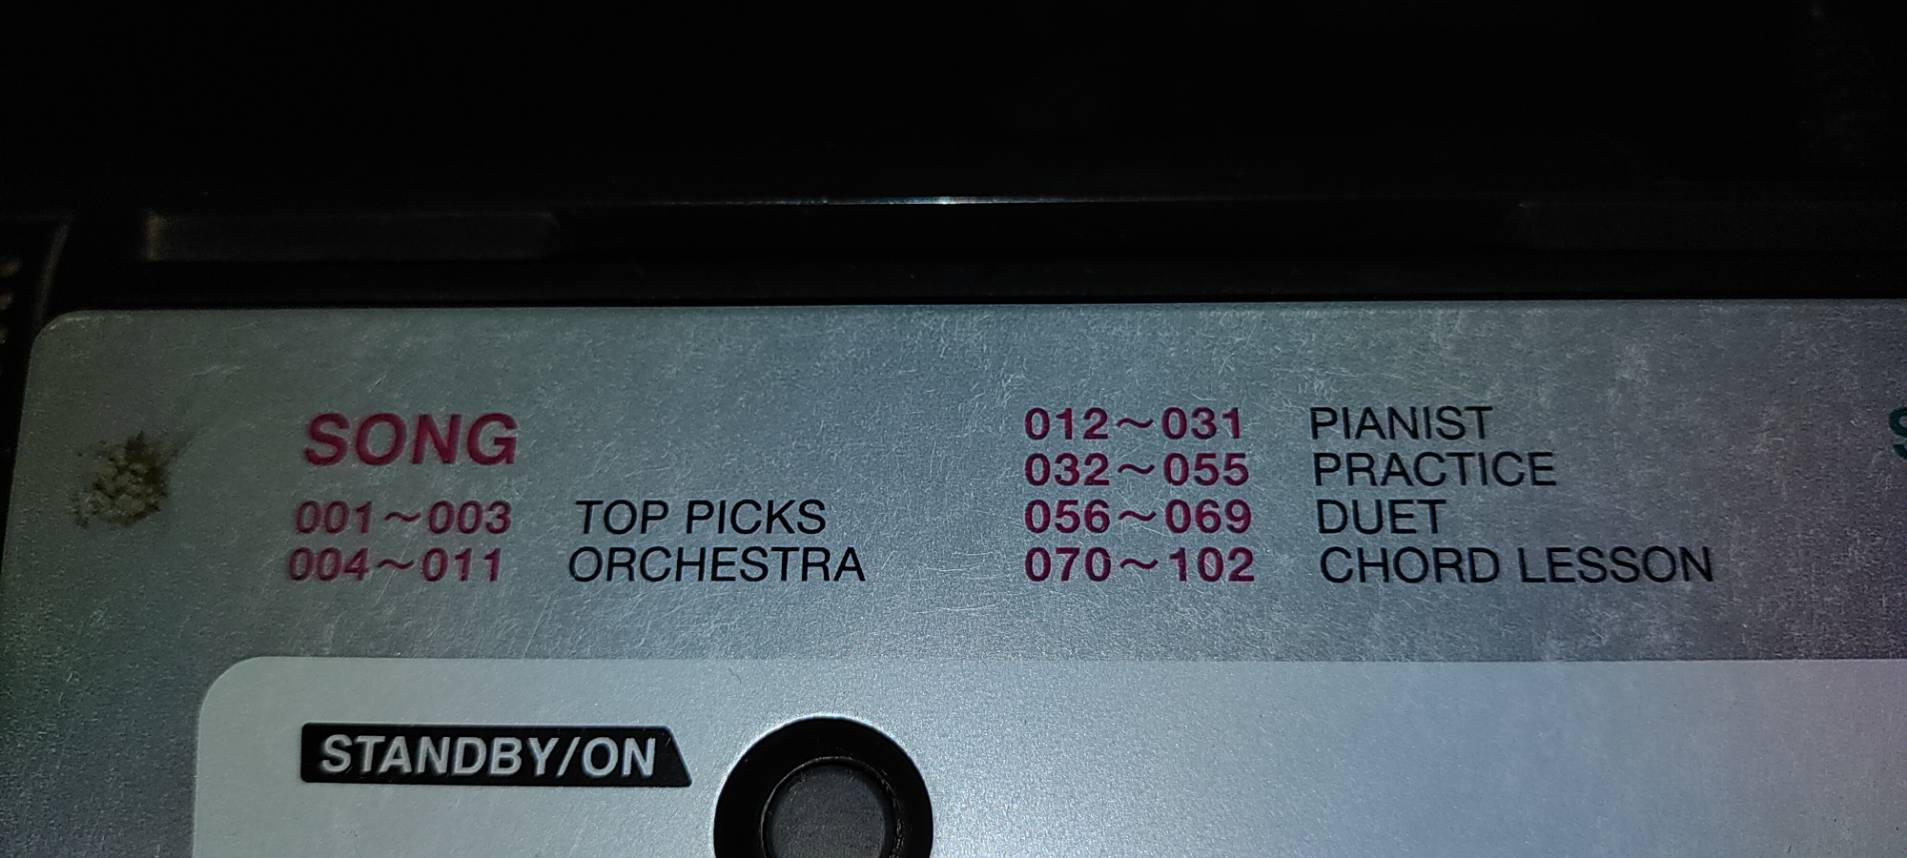 SONG
001~003 TOP PICKS
004~011 ORCHESTRA
012~031 PIANIST
032~055 PRACTICE
056~069 DUET
070~102 CHORD LESSON
STANDBY/ON